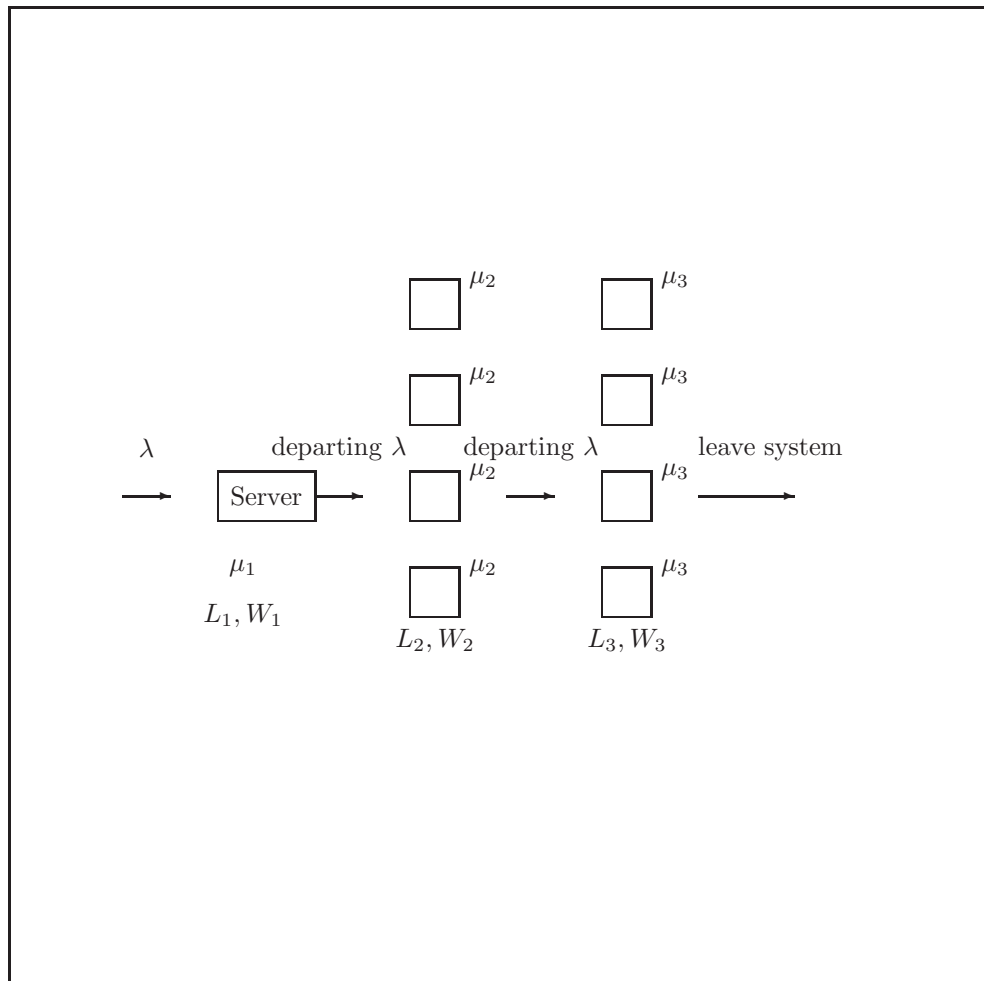 μ₂ μ₃
μ₂ μ₃
λ departing λ departing λ leave system
μ₂ μ₃
Server
μ₁ μ₂ μ₃
L₁, W₁
L₂, W₂ L₃, W₃